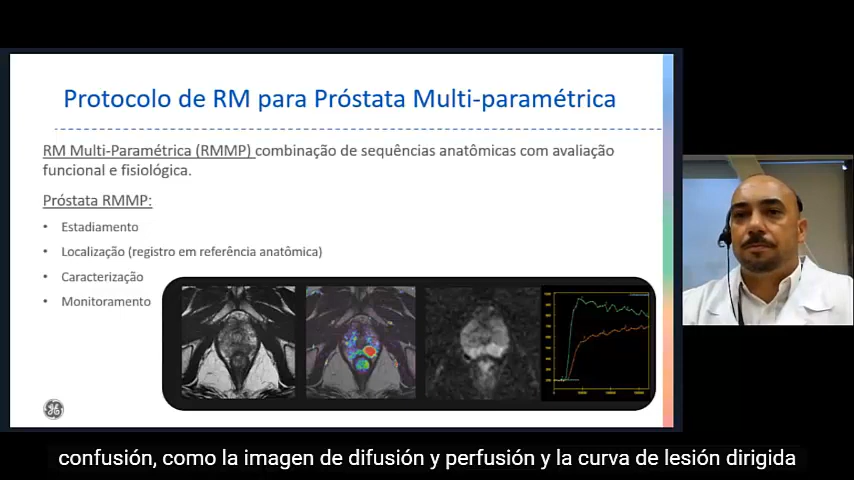 Protocolo de RM para Próstata Multi-paramétrica
RM Multi-Paramétrica (RMMP) combinação de sequências anatômicas com avaliação
funcional e fisiológica.
Próstata RMMP:
• Estadiamento
• Localização (registro em referência anatômica)
• Caracterização
• Monitoramento
confusión, como la imagen de difusión y perfusión y la curva de lesión dirigida